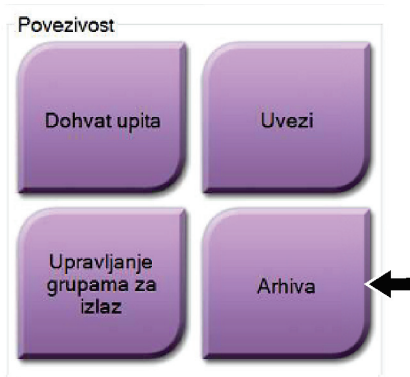 Povezivost
Dohvat upita
Uvezi
Upravljanje
grupama za
izlaz
Arhiva